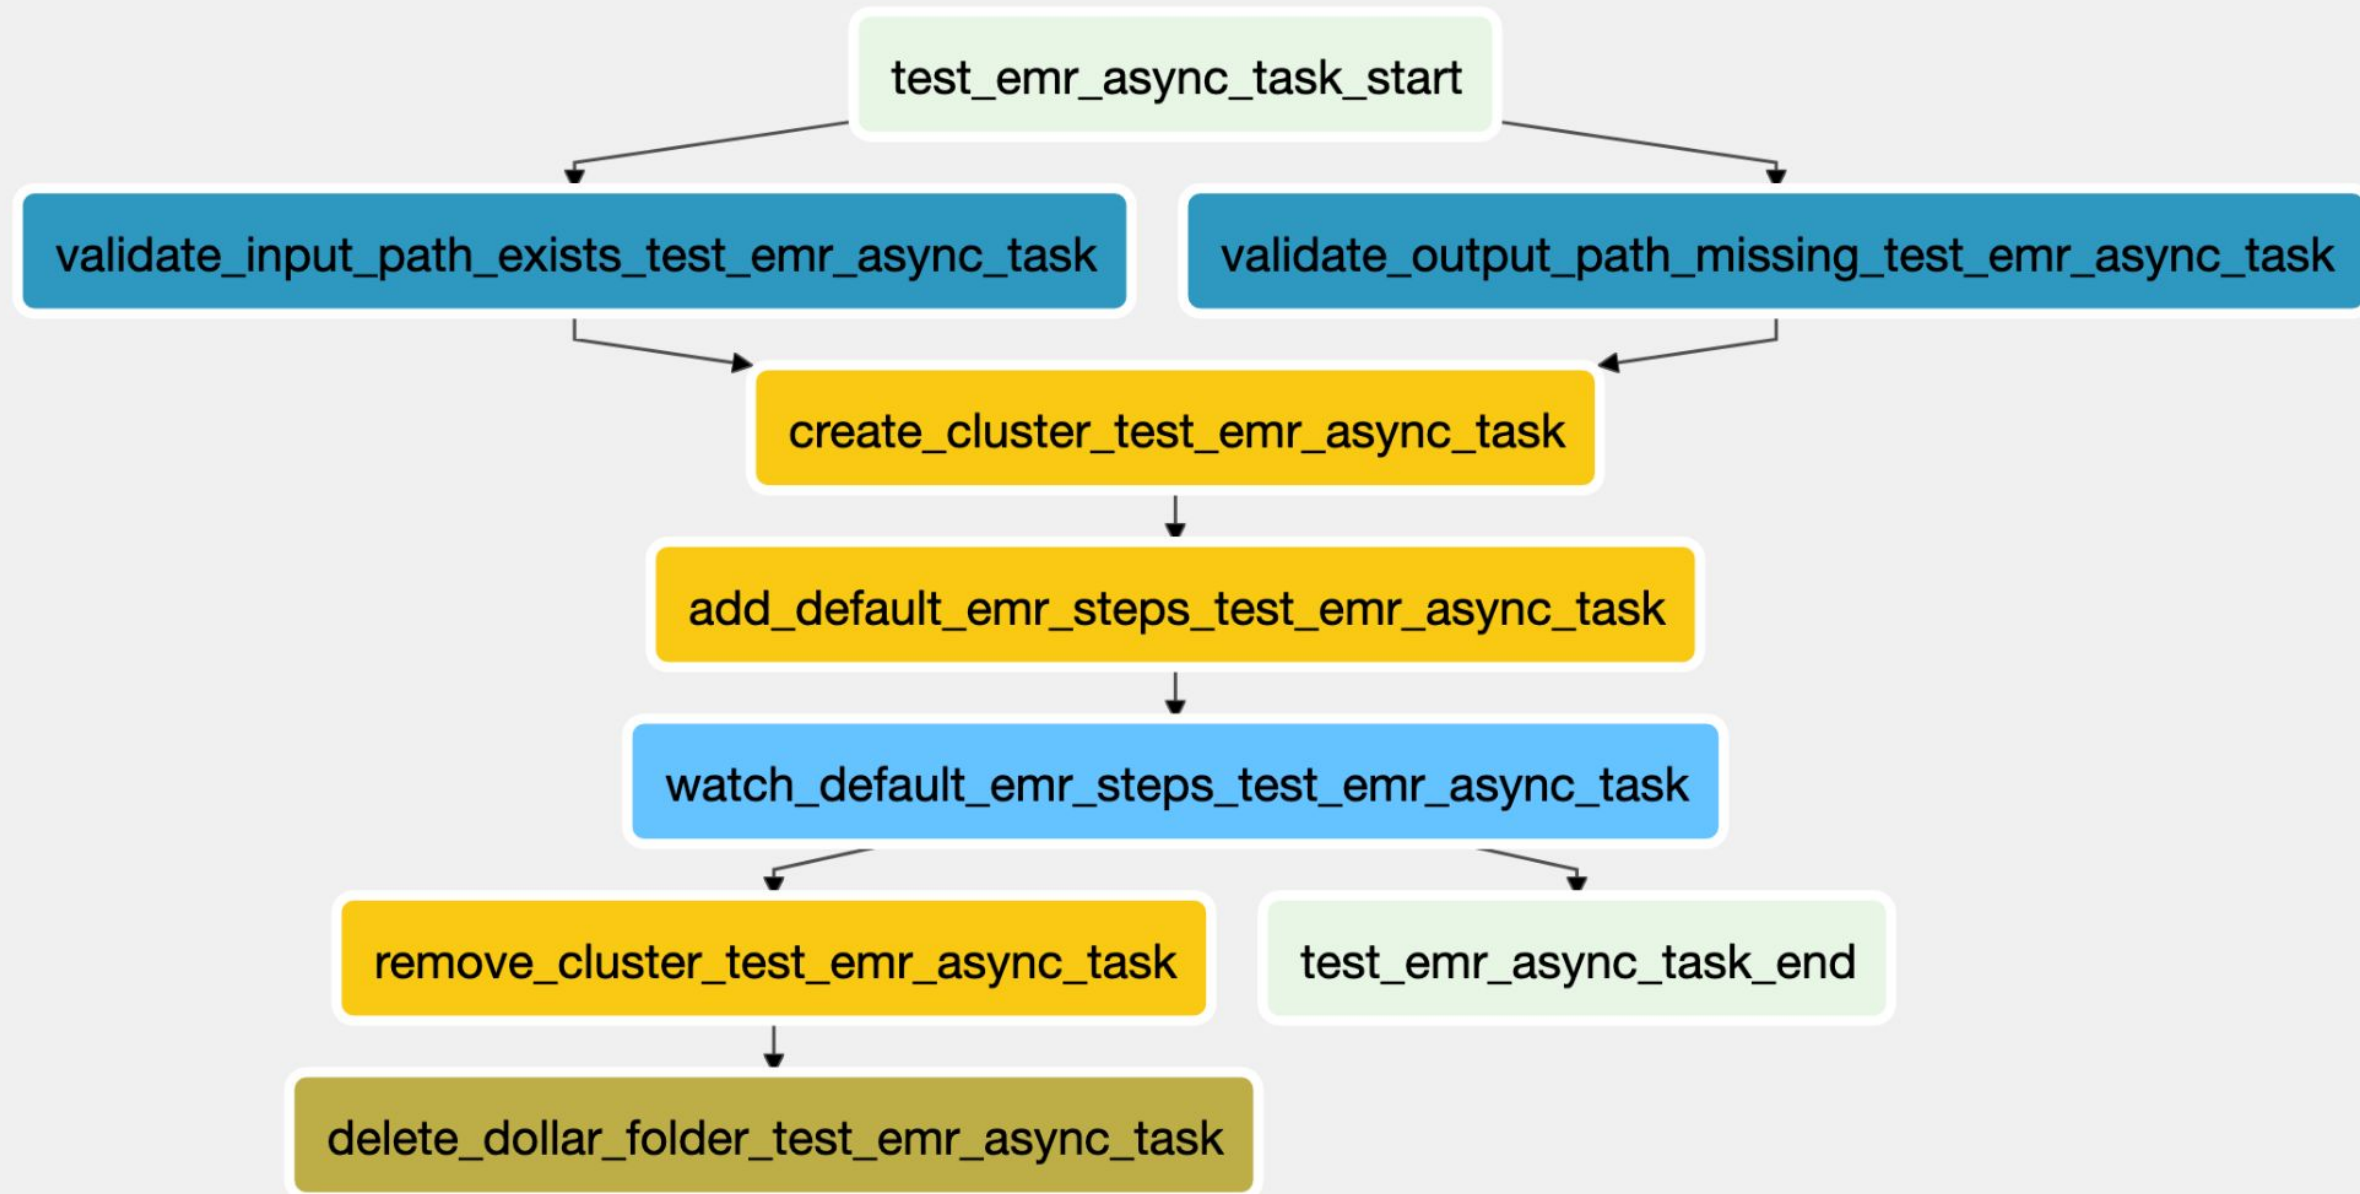 test_emr_async_task_start
validate_input_path_exists_test_emr_async_task
validate_output_path_missing_test_emr_async_task
create_cluster_test_emr_async_task
add_default_emr_steps_test_emr_async_task
watch_default_emr_steps_test_emr_async_task
remove_cluster_test_emr_async_task
test_emr_async_task_end
delete_dollar_folder_test_emr_async_task